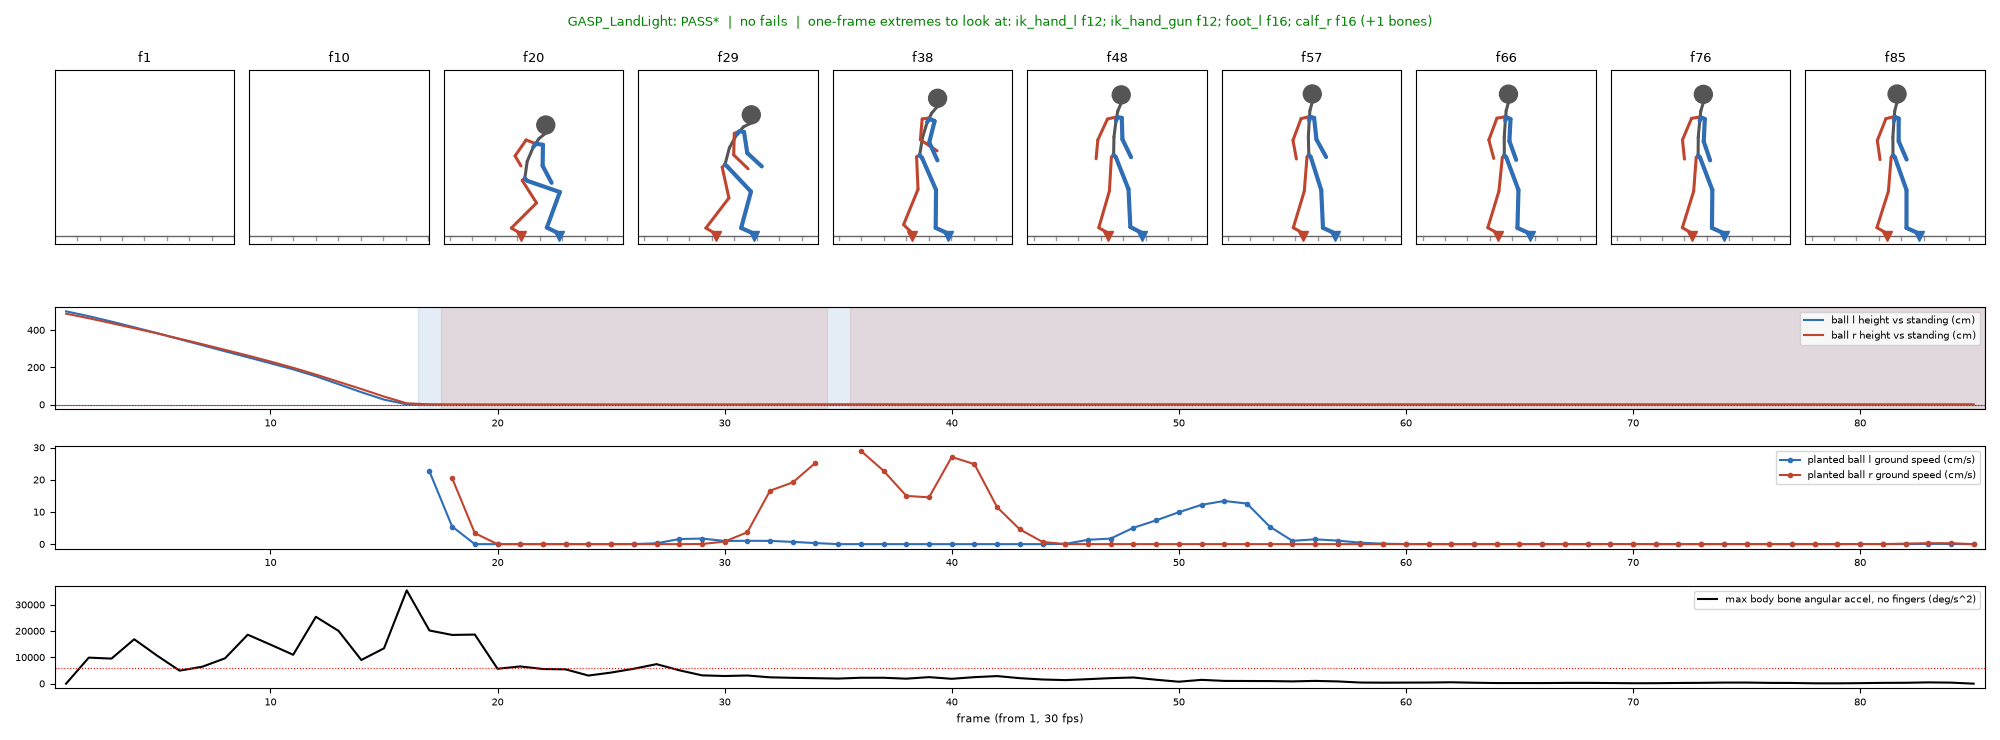 GASP_LandLight: PASS* | no fails | one-frame extremes to look at: ik_hand_l f12; ik_hand_gun f12; foot_l f16; calf_r f16 (+1 bones)
f1 f10 f20 f29 f38 f48 f57 f66 f76 f85
400
200
0
ball l height vs standing (cm)
ball r height vs standing (cm)
10 20 30 40 50 60 70 80
30
20
10
0
planted ball l ground speed (cm/s)
planted ball r ground speed (cm/s)
10 20 30 40 50 60 70 80
30000
20000
10000
0
max body bone angular accel, no fingers (deg/s^2)
10 20 30 40 50 60 70 80
frame (from 1, 30 fps)